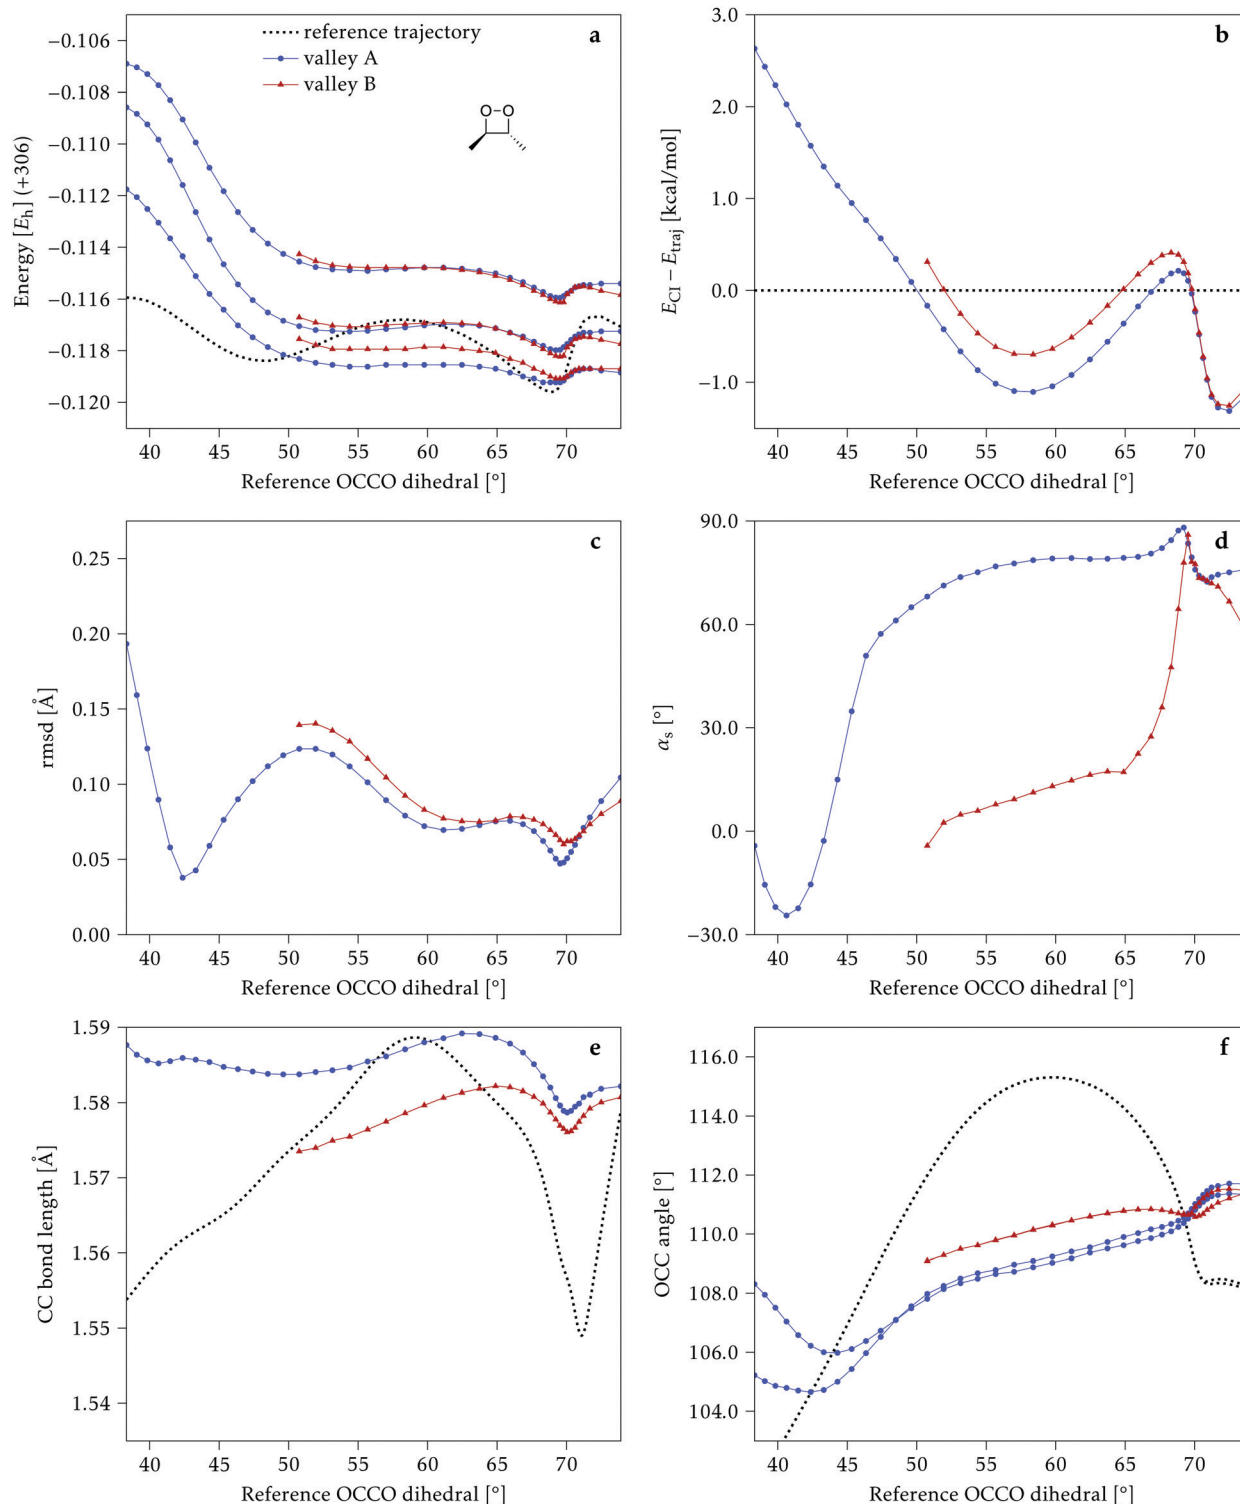 reference trajectory
valley A
valley B
a
O-O
−0.106
−0.108
−0.110
−0.112
−0.114
−0.116
−0.118
−0.120
Energy [Eh] (+306)
40 45 50 55 60 65 70
Reference OCCO dihedral [°]
b
3.0
2.0
1.0
0.0
−1.0
ECI − Etraj [kcal/mol]
40 45 50 55 60 65 70
Reference OCCO dihedral [°]
c
0.25
0.20
0.15
0.10
0.05
0.00
rmsd [Å]
40 45 50 55 60 65 70
Reference OCCO dihedral [°]
d
90.0
60.0
30.0
0.0
−30.0
αs [°]
40 45 50 55 60 65 70
Reference OCCO dihedral [°]
e
1.59
1.58
1.57
1.56
1.55
1.54
CC bond length [Å]
40 45 50 55 60 65 70
Reference OCCO dihedral [°]
f
116.0
114.0
112.0
110.0
108.0
106.0
104.0
OCC angle [°]
40 45 50 55 60 65 70
Reference OCCO dihedral [°]